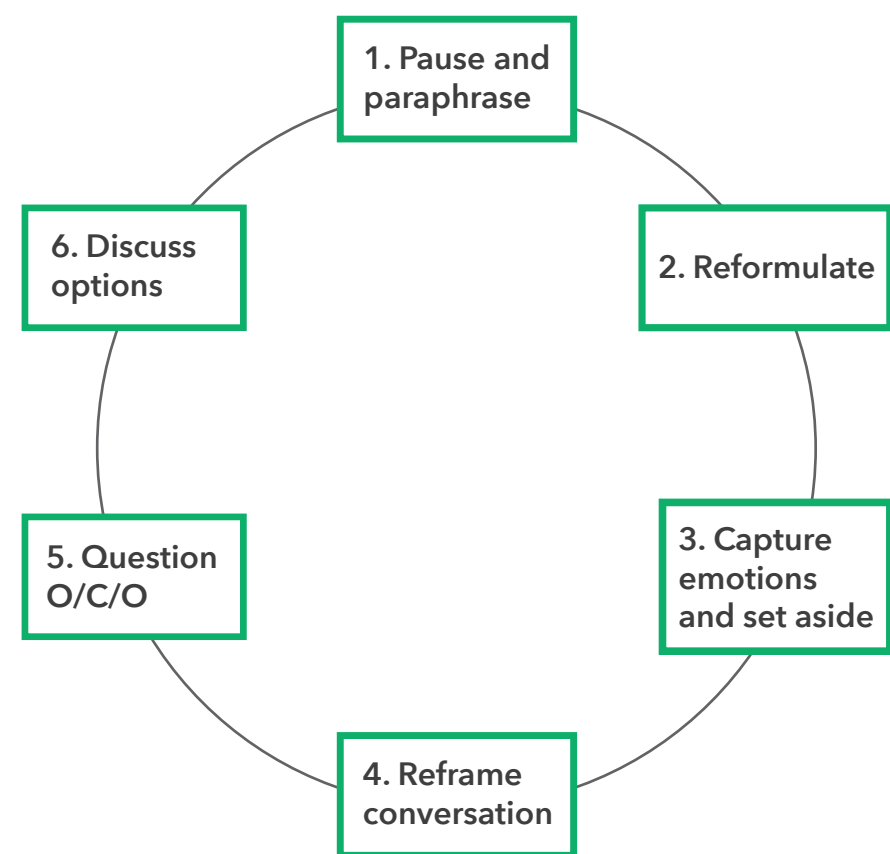 1. Pause and
paraphrase
2. Reformulate
3. Capture
emotions
and set aside
4. Reframe
conversation
5. Question
O/C/O
6. Discuss
options